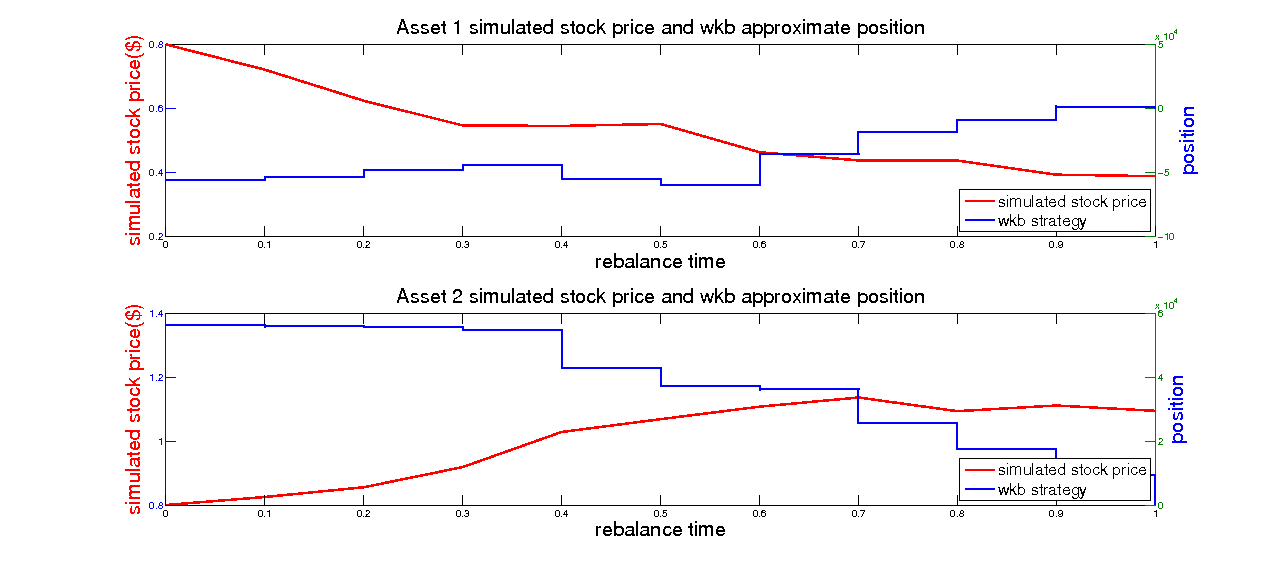 Asset 1 simulated stock price and wkb approximate position
x 10^4
simulated stock price($)
0.8
0.6
0.4
0.2
5
0
-5
-10
position
simulated stock price
wkb strategy
0 0.1 0.2 0.3 0.4 0.5 0.6 0.7 0.8 0.9 1
rebalance time
Asset 2 simulated stock price and wkb approximate position
x 10^4
simulated stock price($)
1.4
1.2
1
0.8
6
4
2
0
position
simulated stock price
wkb strategy
0 0.1 0.2 0.3 0.4 0.5 0.6 0.7 0.8 0.9 1
rebalance time